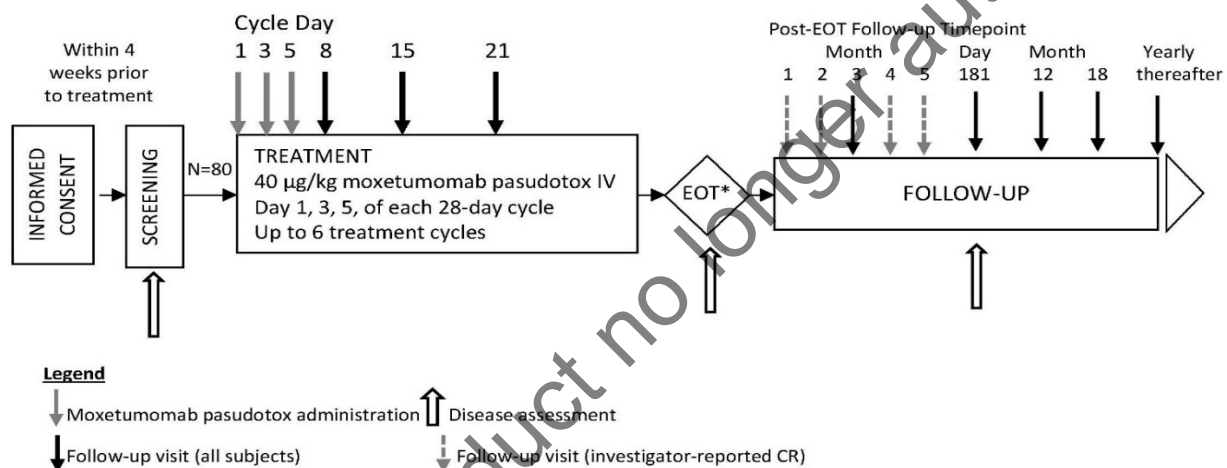 Cycle Day
1 3 5 8 15 21
Within 4
weeks prior
to treatment
Post-EOT Follow-up Timepoint
Month Day Month Yearly
1 2 3 4 5 181 12 18 thereafter
INFORMED
CONSENT
SCREENING
N=80
TREATMENT
40 µg/kg moxetumomab pasudotox IV
Day 1, 3, 5, of each 28-day cycle
Up to 6 treatment cycles
EOT*
FOLLOW-UP
Legend
Moxetumomab pasudotox administration
Disease assessment
Follow-up visit (all subjects)
Follow-up visit (investigator-reported CR)
duct no longer au